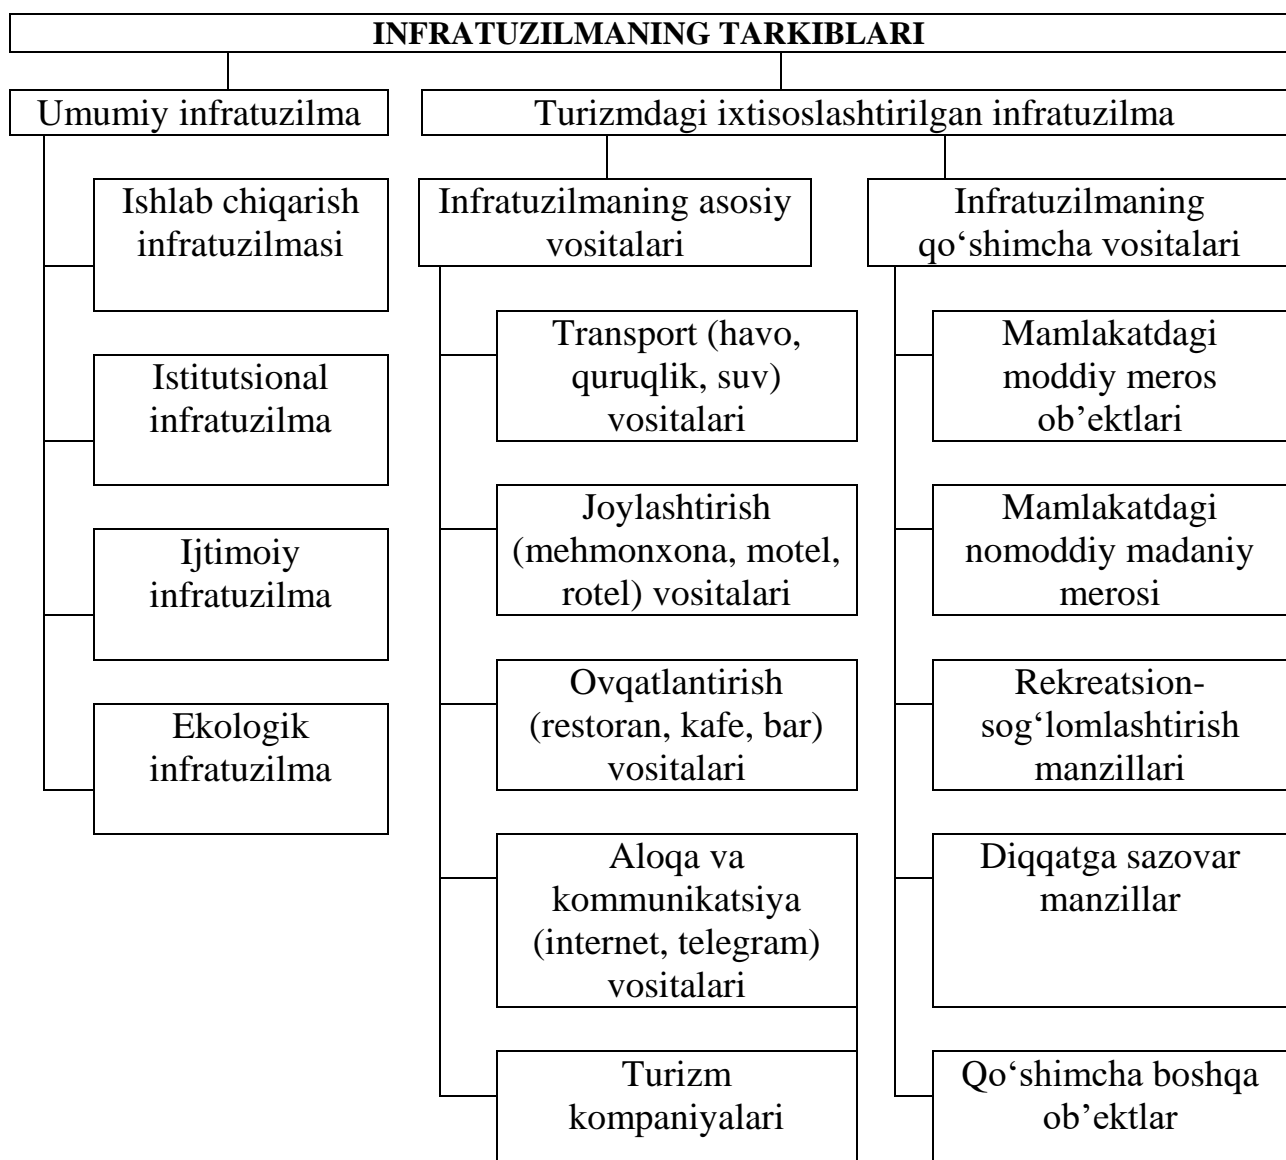 INFRATUZILMANING TARKIBLARI
Umumiy infratuzilma
Turizmdagi ixtisoslashtirilgan infratuzilma
Ishlab chiqarish
infratuzilmasi
Istitutsional
infratuzilma
Ijtimoiy
infratuzilma
Ekologik
infratuzilma
Infratuzilmaning asosiy
vositalari
Transport (havo,
quruqlik, suv)
vositalari
Joylashtirish
(mehmonxona, motel,
rotel) vositalari
Ovqatlantirish
(restoran, kafe, bar)
vositalari
Aloqa va
kommunikatsiya
(internet, telegram)
vositalari
Turizm
kompaniyalari
Infratuzilmaning
qo‘shimcha vositalari
Mamlakatdagi
moddiy meros
ob’ektlari
Mamlakatdagi
nomoddiy madaniy
merosi
Rekreatsion-
sog‘lomlashtirish
manzillari
Diqqatga sazovar
manzillar
Qo‘shimcha boshqa
ob’ektlar